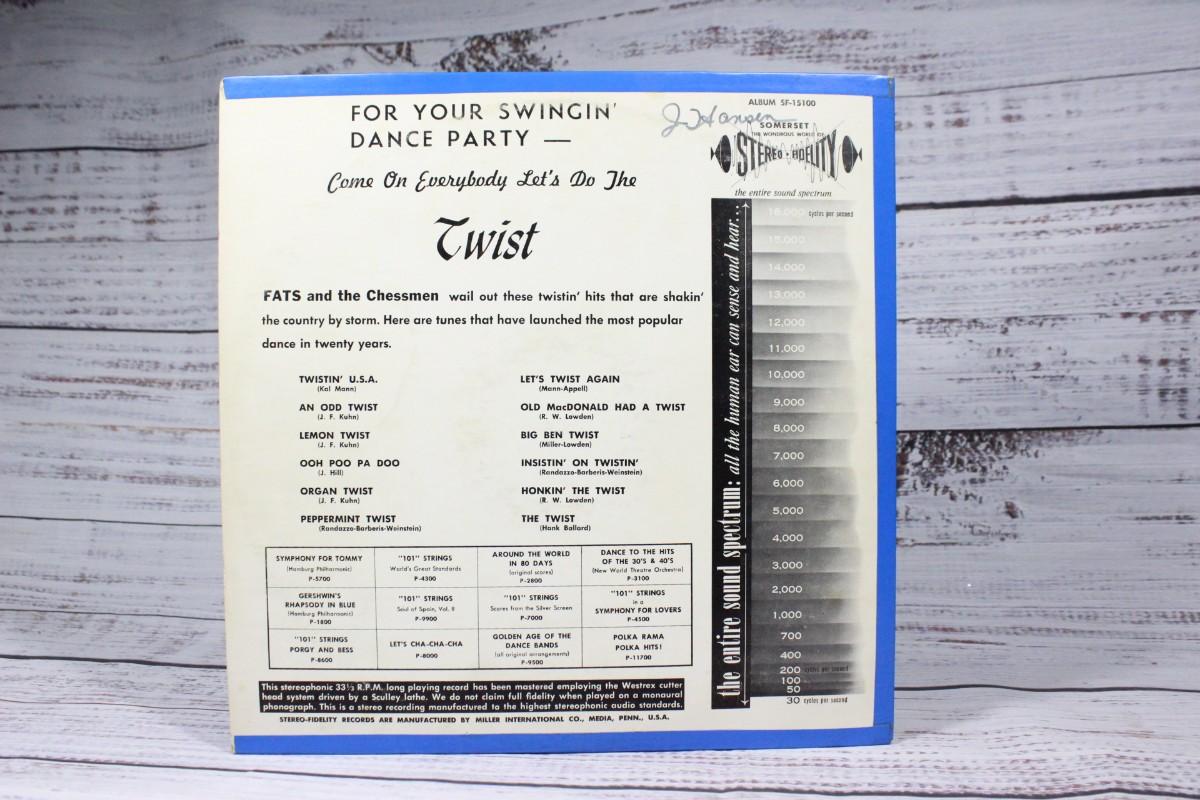 FOR YOUR SWINGIN'
DANCE PARTY —
Come On Everybody Let's Do The
Twist
FATS and the Chessmen wail out these twistin' hits that are shakin'
the country by storm. Here are tunes that have launched the most popular
dance in twenty years.
TWISTIN' U.S.A.
(Kal Mann)
AN ODD TWIST
(J. F. Kuhn)
LEMON TWIST
(J. F. Kuhn)
OOH POO PA DOO
(J. Hill)
ORGAN TWIST
(J. F. Kuhn)
PEPPERMINT TWIST
(Randazzo-Barberis-Weinstein)
LET'S TWIST AGAIN
(Mann-Appell)
OLD MacDONALD HAD A TWIST
(R. W. Lowden)
BIG BEN TWIST
(Miller-Lowden)
INSISTIN' ON TWISTIN'
(Randazzo-Barberis-Weinstein)
HONKIN' THE TWIST
(R. W. Lowden)
THE TWIST
(Hank Ballard)
SYMPHONY FOR TOMMY
(Hamburg Philharmonic)
P-5700
"101" STRINGS
World's Great Standards
P-4300
AROUND THE WORLD
IN 80 DAYS
(original scores)
P-2800
DANCE TO THE HITS
OF THE 30'S & 40'S
(New World Theatre Orchestra)
P-3100
GERSHWIN'S
RHAPSODY IN BLUE
(Hamburg Philharmonic)
P-1800
"101" STRINGS
Soul of Spain, Vol. II
P-9900
"101" STRINGS
Scores from the Silver Screen
P-7000
"101" STRINGS
in a
SYMPHONY FOR LOVERS
P-4500
"101" STRINGS
PORGY AND BESS
P-8600
LET'S CHA-CHA-CHA
P-8000
GOLDEN AGE OF THE
DANCE BANDS
(all original arrangements)
P-9500
POLKA RAMA
POLKA HITS!
P-11700
This stereophonic 33⅓ R.P.M. long playing record has been mastered employing the Westrex cutter
head system driven by a Sculley lathe. We do not claim full fidelity when played on a monaural
phonograph. This is a stereo recording manufactured to the highest stereophonic audio standards.
STEREO-FIDELITY RECORDS ARE MANUFACTURED BY MILLER INTERNATIONAL CO., MEDIA, PENN., U.S.A.
J Hansen
ALBUM SF-15100
SOMERSET
THE WONDROUS WORLD OF
STEREO-FIDELITY
the entire sound spectrum
the entire sound spectrum: all the human ear can sense and hear...
16,000 cycles per second
15,000
14,000
13,000
12,000
11,000
10,000
9,000
8,000
7,000
6,000
5,000
4,000
3,000
2,000
1,000
700
400
200 cycles per second
100
50
30 cycles per second